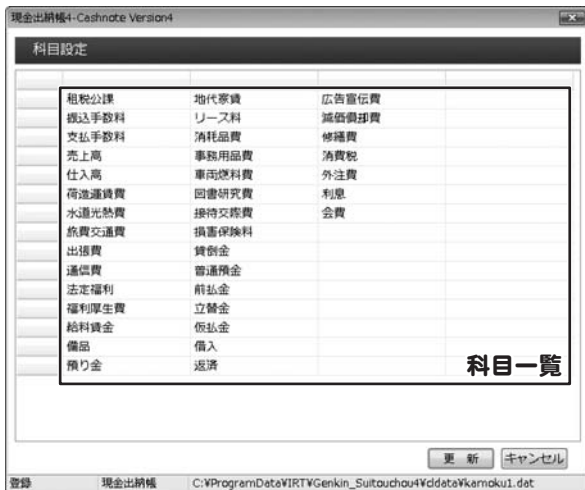 現金出納帳4-Cashnote Version4
科目設定
租税公課 地代家賃 広告宣伝費
振込手数料 リース料 減価償却費
支払手数料 消耗品費 修繕費
売上高 事務用品費 消費税
仕入高 車両燃料費 外注費
荷造運賃費 図書研究費 利息
水道光熱費 接待交際費 会費
旅費交通費 損害保険料
出張費 貸倒金
通信費 普通預金
法定福利 前払金
福利厚生費 立替金
給料賃金 仮払金
備品 借入
預り金 返済
科目一覧
更 新 キャンセル
登録 現金出納帳 C:¥ProgramData¥IRT¥Genkin_Suitouchou4¥cldata¥kamoku1.dat